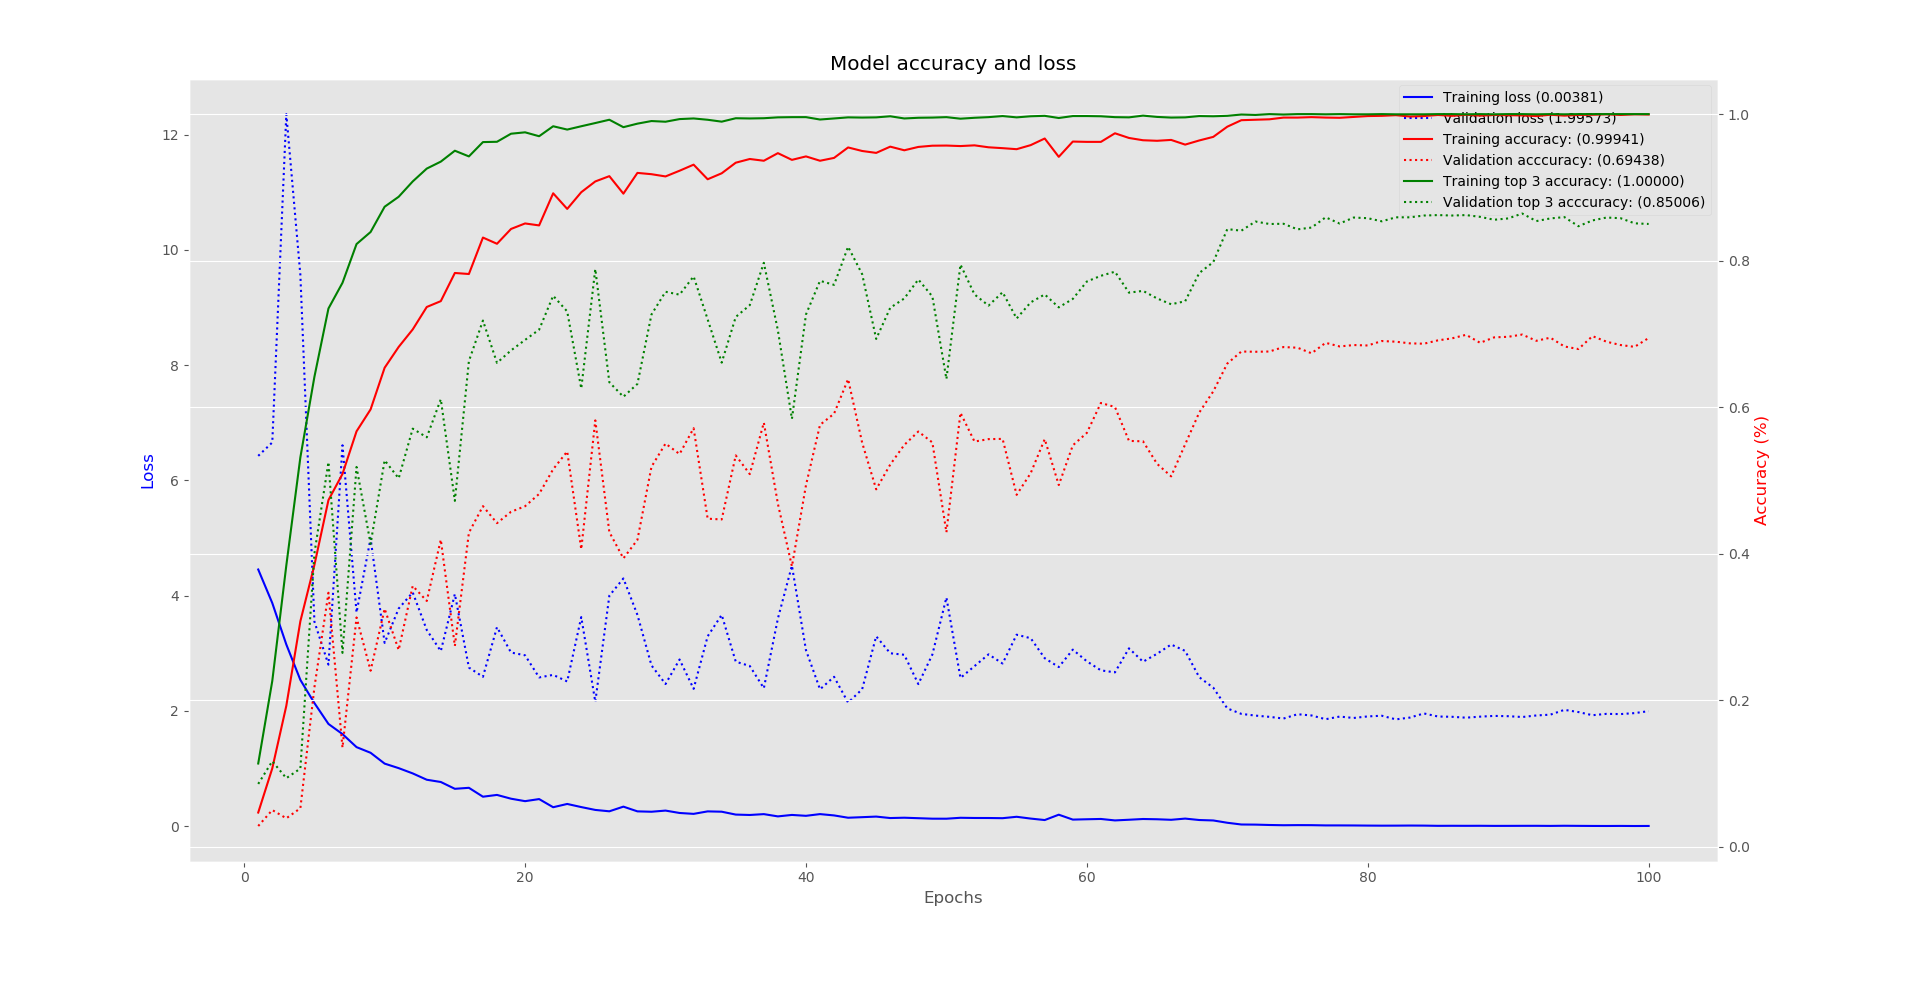 Model accuracy and loss
Training loss (0.00381)
Validation loss (1.99573)
Training accuracy: (0.99941)
Validation acccuracy: (0.69438)
Training top 3 accuracy: (1.00000)
Validation top 3 acccuracy: (0.85006)
12
10
8
6
4
2
0
Loss
1.0
0.8
0.6
0.4
0.2
0.0
Accuracy (%)
0 20 40 60 80 100
Epochs